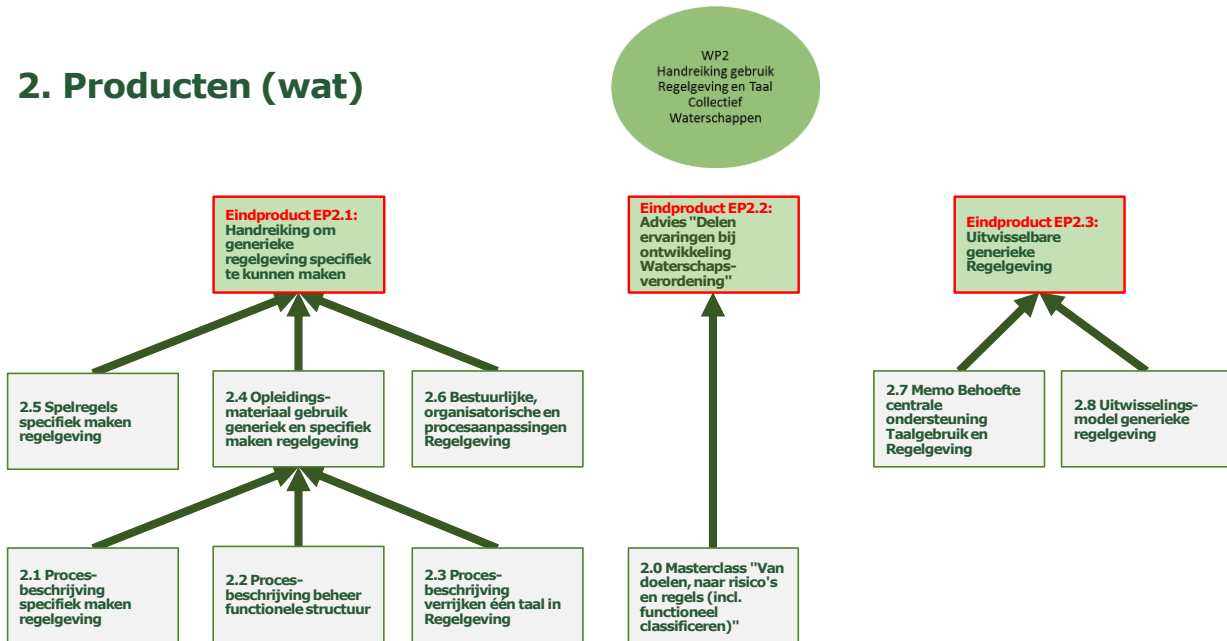 2. Producten (wat)
WP2
Handreiking gebruik
Regelgeving en Taal
Collectief
Waterschappen
Eindproduct EP2.1:
Handreiking om
generieke
regelgeving specifiek
te kunnen maken
Eindproduct EP2.2:
Advies "Delen
ervaringen bij
ontwikkeling
Waterschaps-
verordening"
Eindproduct EP2.3:
Uitwisselbare
generieke
Regelgeving
2.5 Spelregels
specifiek maken
regelgeving
2.4 Opleidings-
materiaal gebruik
generiek en specifiek
maken regelgeving
2.6 Bestuurlijke,
organisatorische en
procesaanpassingen
Regelgeving
2.7 Memo Behoefte
centrale
ondersteuning
Taalgebruik en
Regelgeving
2.8 Uitwisselings-
model generieke
regelgeving
2.1 Proces-
beschrijving
specifiek maken
regelgeving
2.2 Proces-
beschrijving beheer
functionele structuur
2.3 Proces-
beschrijving
verrijken één taal in
Regelgeving
2.0 Masterclass "Van
doelen, naar risico's
en regels (incl.
functioneel
classificeren)"